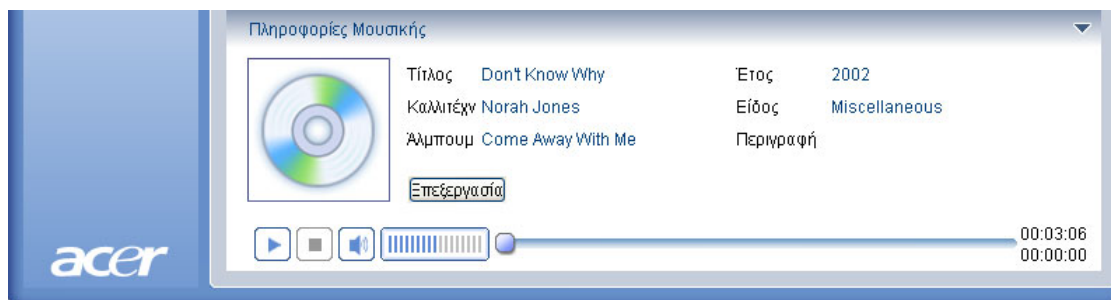 Πληροφορίες Μουσικής
Τίτλος Don't Know Why Έτος 2002
Καλλιτέχν Norah Jones Είδος Miscellaneous
Άλμπουμ Come Away With Me Περιγραφή
Επεξεργασία
00:03:06
00:00:00
acer